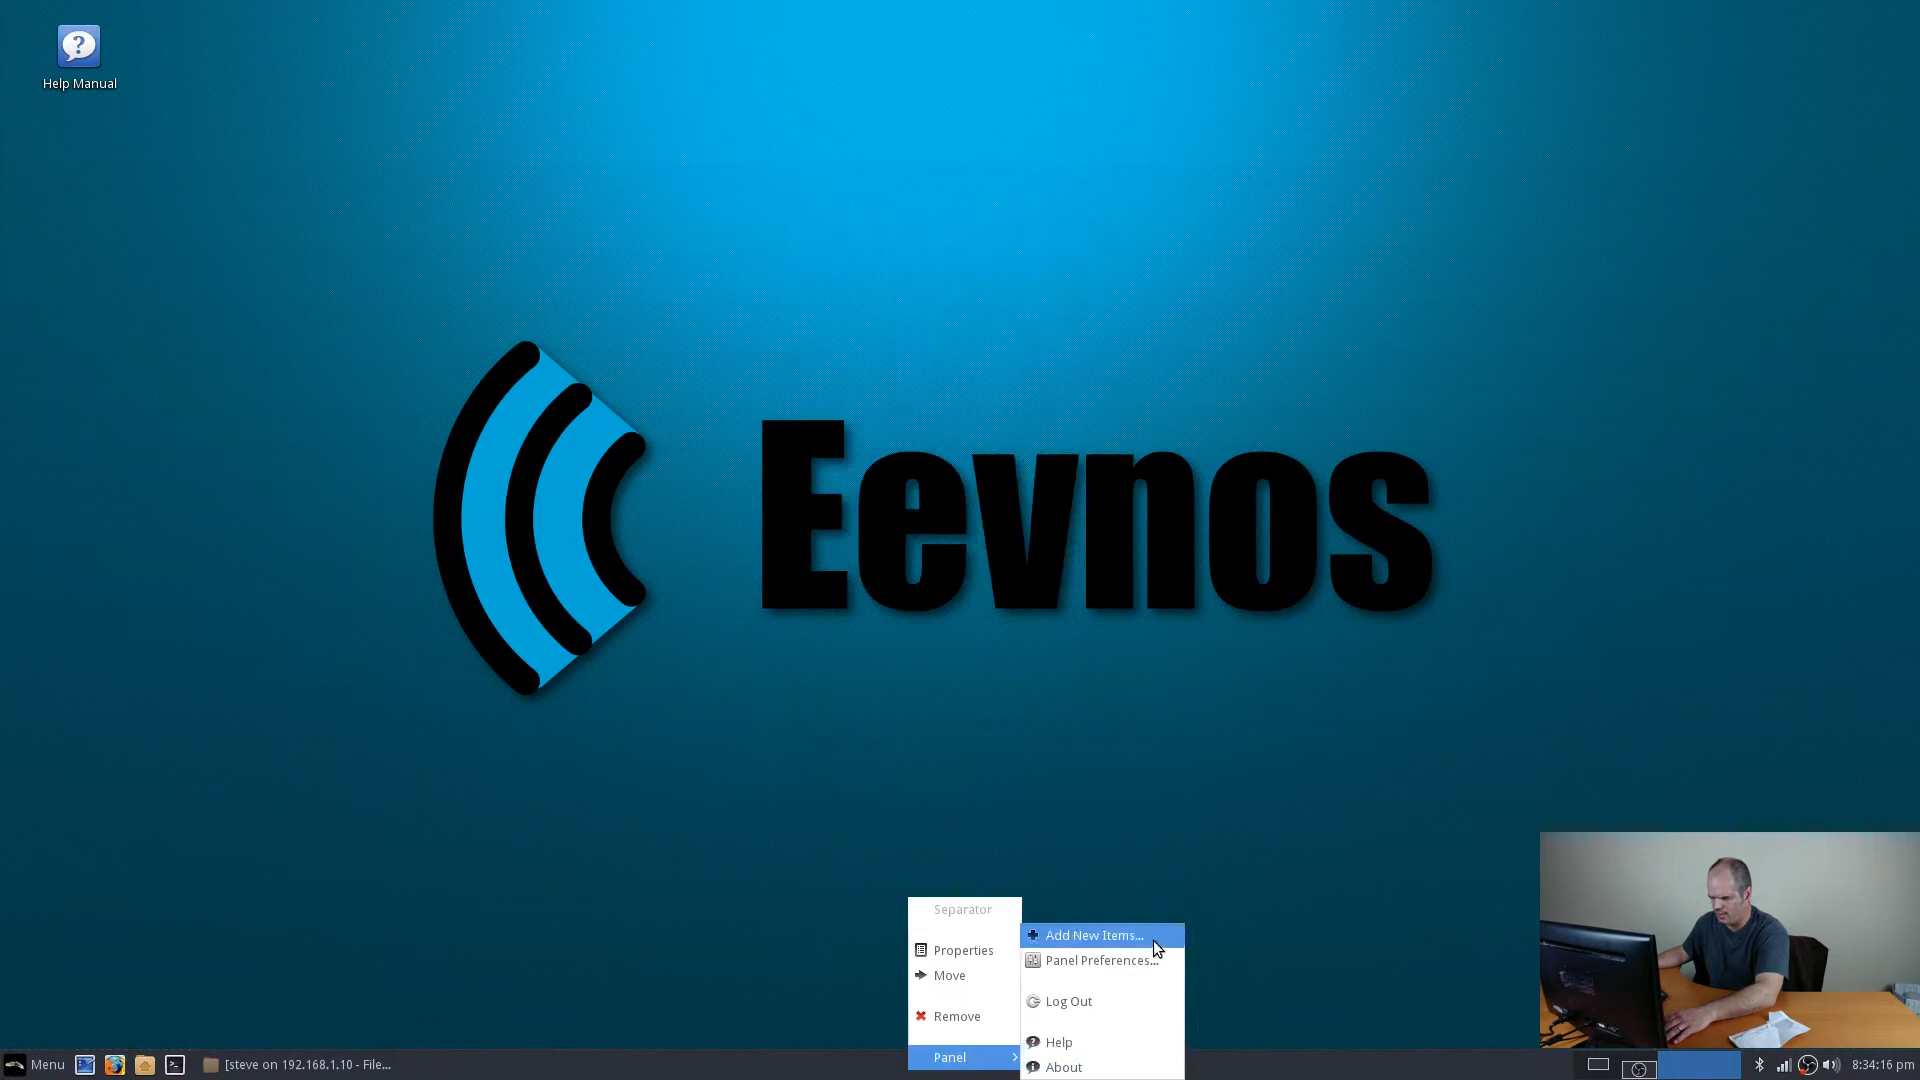 Help Manual
Eevnos
Separator
Properties
Move
Remove
Panel
Add New Items...
Panel Preferences...
Log Out
Help
About
Menu
[steve on 192.168.1.10 - File...
8:34:16 pm